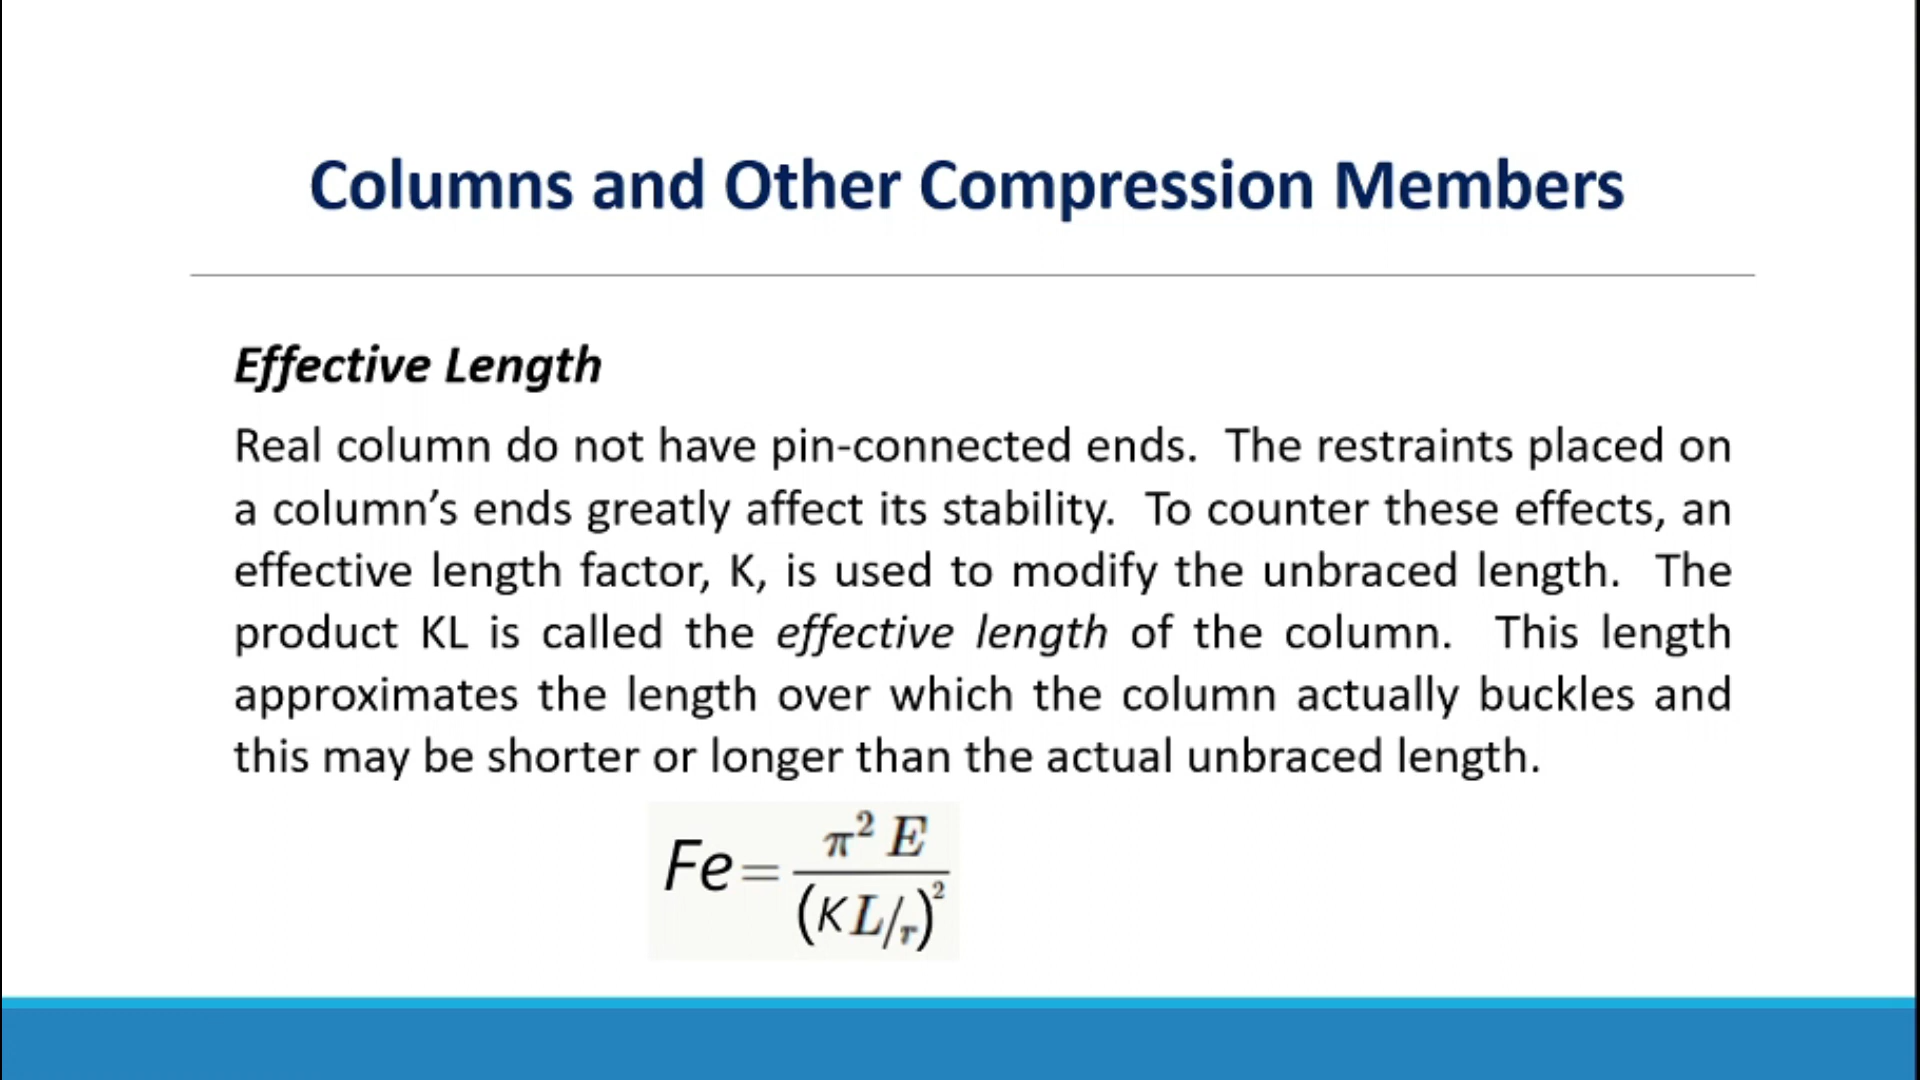 Columns and Other Compression Members
Effective Length
Real column do not have pin-connected ends. The restraints placed on
a column’s ends greatly affect its stability. To counter these effects, an
effective length factor, K, is used to modify the unbraced length. The
product KL is called the effective length of the column. This length
approximates the length over which the column actually buckles and
this may be shorter or longer than the actual unbraced length.
Fe = π² E / (KL/r)²